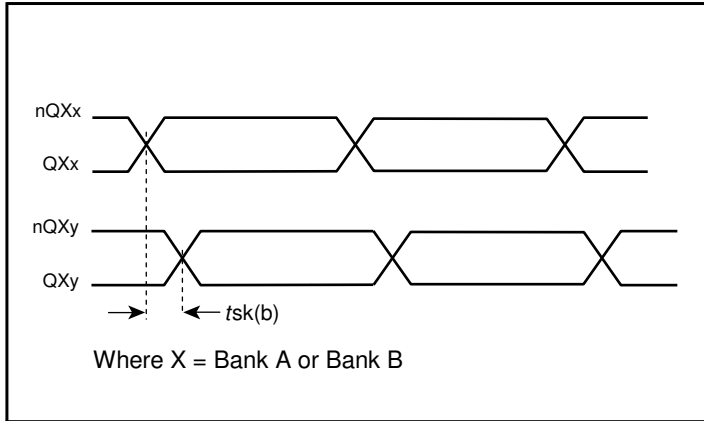 nQXx
QXx
nQXy
QXy
tsk(b)
Where X = Bank A or Bank B